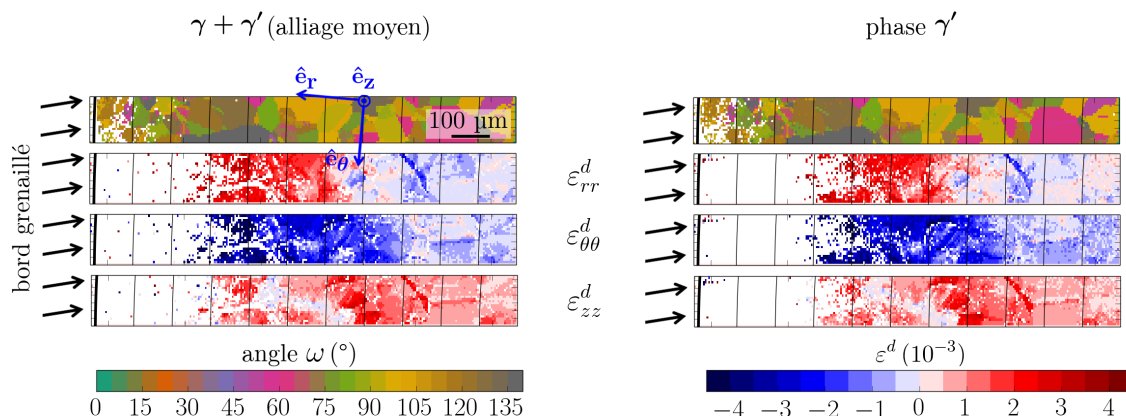 γ + γ′ (alliage moyen)
phase γ′
ê_r
ê_z
100 µm
ê_θ
bord grenaillé
ε^d_rr
ε^d_θθ
ε^d_zz
angle ω (°)
0 15 30 45 60 75 90 105 120 135
ε^d (10^−3)
−4 −3 −2 −1 0 1 2 3 4